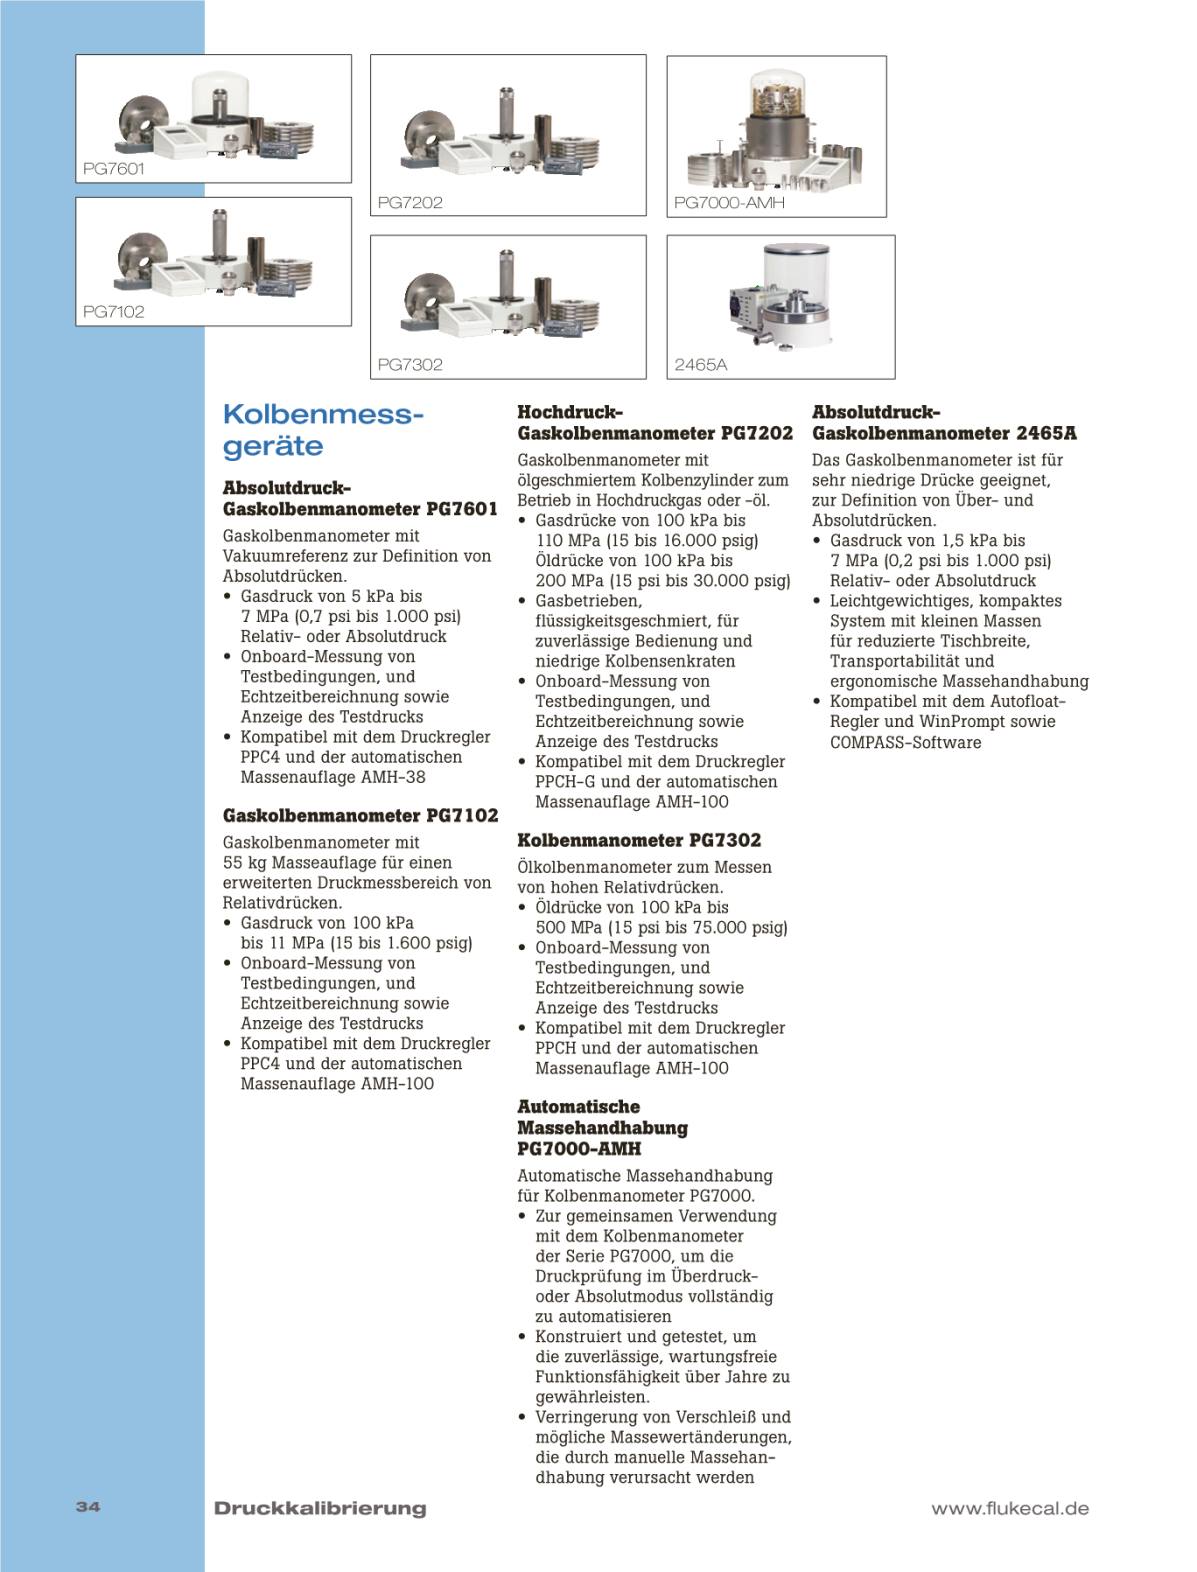 PG7601
PG7202
PG7000-AMH
PG7102
PG7302
2465A
Kolbenmess-
geräte
Absolutdruck-
Gaskolbenmanometer PG7601
Gaskolbenmanometer mit
Vakuumreferenz zur Definition von
Absolutdrücken.
• Gasdruck von 5 kPa bis
7 MPa (0,7 psi bis 1.000 psi)
Relativ- oder Absolutdruck
• Onboard-Messung von
Testbedingungen, und
Echtzeitbereichnung sowie
Anzeige des Testdrucks
• Kompatibel mit dem Druckregler
PPC4 und der automatischen
Massenauflage AMH-38
Gaskolbenmanometer PG7102
Gaskolbenmanometer mit
55 kg Masseauflage für einen
erweiterten Druckmessbereich von
Relativdrücken.
• Gasdruck von 100 kPa
bis 11 MPa (15 bis 1.600 psig)
• Onboard-Messung von
Testbedingungen, und
Echtzeitbereichnung sowie
Anzeige des Testdrucks
• Kompatibel mit dem Druckregler
PPC4 und der automatischen
Massenauflage AMH-100
Hochdruck-
Gaskolbenmanometer PG7202
Gaskolbenmanometer mit
ölgeschmiertem Kolbenzylinder zum
Betrieb in Hochdruckgas oder -öl.
• Gasdrücke von 100 kPa bis
110 MPa (15 bis 16.000 psig)
Öldrücke von 100 kPa bis
200 MPa (15 psi bis 30.000 psig)
• Gasbetrieben,
flüssigkeitsgeschmiert, für
zuverlässige Bedienung und
niedrige Kolbensenkraten
• Onboard-Messung von
Testbedingungen, und
Echtzeitbereichnung sowie
Anzeige des Testdrucks
• Kompatibel mit dem Druckregler
PPCH-G und der automatischen
Massenauflage AMH-100
Kolbenmanometer PG7302
Ölkolbenmanometer zum Messen
von hohen Relativdrücken.
• Öldrücke von 100 kPa bis
500 MPa (15 psi bis 75.000 psig)
• Onboard-Messung von
Testbedingungen, und
Echtzeitbereichnung sowie
Anzeige des Testdrucks
• Kompatibel mit dem Druckregler
PPCH und der automatischen
Massenauflage AMH-100
Automatische
Massehandhabung
PG7000-AMH
Automatische Massehandhabung
für Kolbenmanometer PG7000.
• Zur gemeinsamen Verwendung
mit dem Kolbenmanometer
der Serie PG7000, um die
Druckprüfung im Überdruck-
oder Absolutmodus vollständig
zu automatisieren
• Konstruiert und getestet, um
die zuverlässige, wartungsfreie
Funktionsfähigkeit über Jahre zu
gewährleisten.
• Verringerung von Verschleiß und
mögliche Massewertänderungen,
die durch manuelle Massehan-
dhabung verursacht werden
Absolutdruck-
Gaskolbenmanometer 2465A
Das Gaskolbenmanometer ist für
sehr niedrige Drücke geeignet,
zur Definition von Über- und
Absolutdrücken.
• Gasdruck von 1,5 kPa bis
7 MPa (0,2 psi bis 1.000 psi)
Relativ- oder Absolutdruck
• Leichtgewichtiges, kompaktes
System mit kleinen Massen
für reduzierte Tischbreite,
Transportabilität und
ergonomische Massehandhabung
• Kompatibel mit dem Autofloat-
Regler und WinPrompt sowie
COMPASS-Software
34
Druckkalibrierung
www.flukecal.de